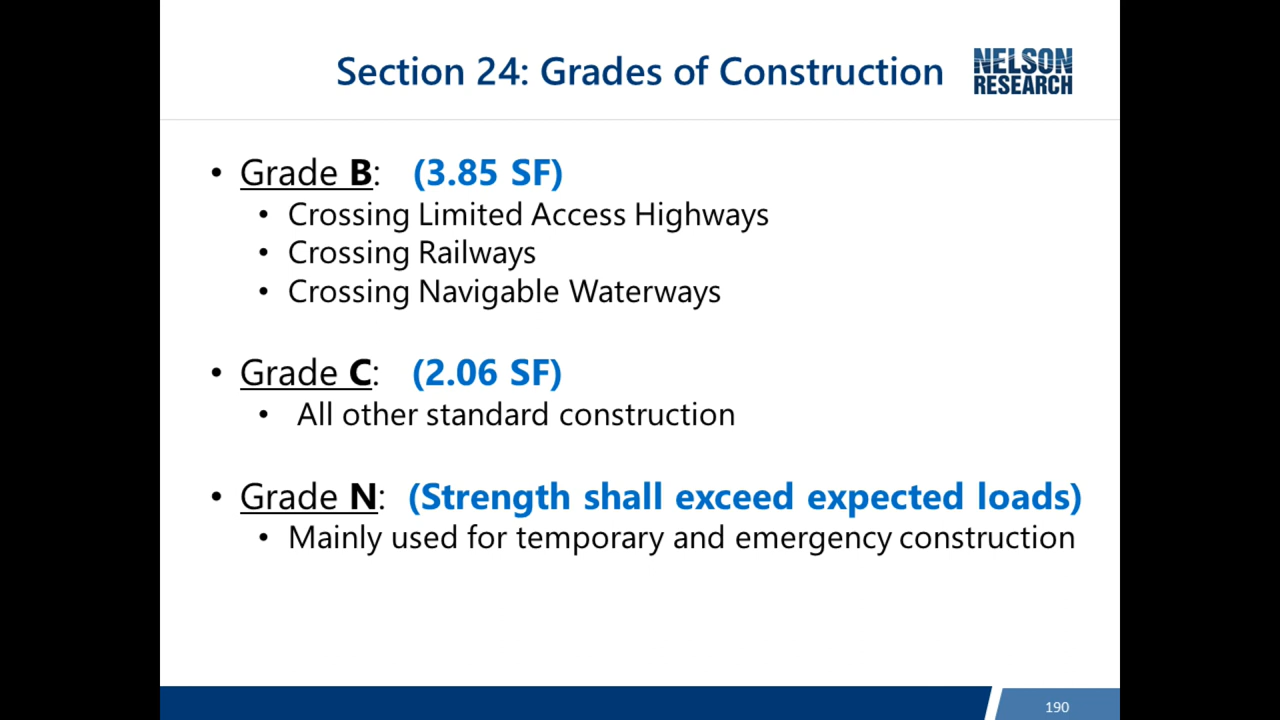 Section 24: Grades of Construction
NELSON
RESEARCH
• Grade B: (3.85 SF)
• Crossing Limited Access Highways
• Crossing Railways
• Crossing Navigable Waterways
• Grade C: (2.06 SF)
• All other standard construction
• Grade N: (Strength shall exceed expected loads)
• Mainly used for temporary and emergency construction
190